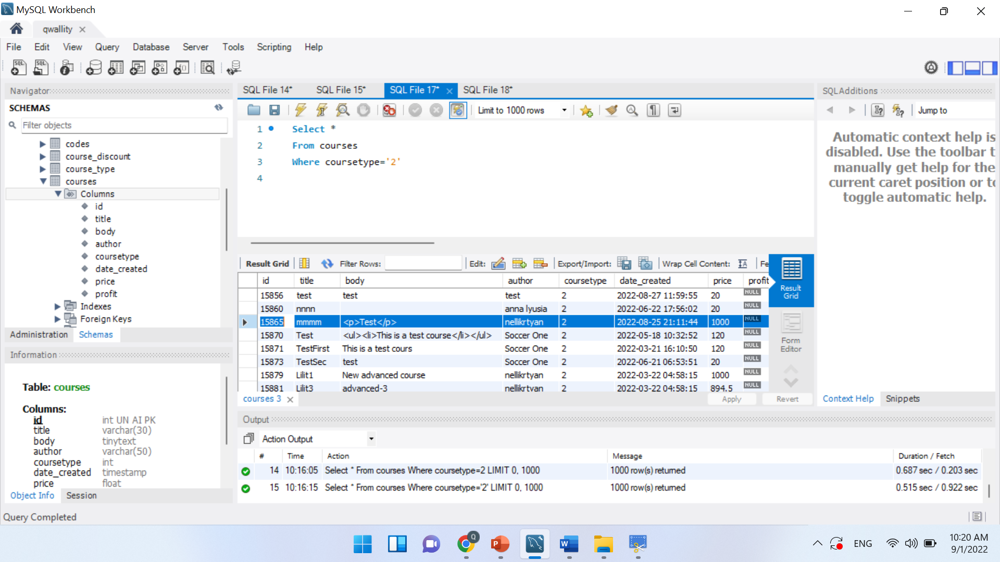 MySQL Workbench
qwallity
File Edit View Query Database Server Tools Scripting Help
Navigator
SCHEMAS
Filter objects
codes
course_discount
course_type
courses
Columns
id
title
body
author
coursetype
date_created
price
profit
Indexes
Foreign Keys
Administration Schemas
Information
Table: courses
Columns:
id int UN AI PK
title varchar(30)
body tinytext
author varchar(50)
coursetype int
date_created timestamp
price float
Object Info Session
Query Completed
SQL File 14* SQL File 15* SQL File 17* SQL File 18*
Limit to 1000 rows
1 Select *
2 From courses
3 Where coursetype='2'
4
Result Grid Filter Rows: Edit: Export/Import: Wrap Cell Content: Fe
id title body author coursetype date_created price profit
15856 test test test 2 2022-08-27 11:59:55 20 NULL
15860 nnnn anna lyusia 2 2022-06-22 17:56:02 20 NULL
15865 mmmm <p>Test</p> nellikrtyan 2 2022-08-25 21:11:44 1000 NULL
15870 Test <ul><li>This is a test course</li></ul> Soccer One 2 2022-05-18 10:32:52 120 NULL
15871 TestFirst This is a test cours Soccer One 2 2022-03-21 16:10:50 120 NULL
15873 TestSec test Soccer One 2 2022-06-21 06:53:51 20 NULL
15879 Lilit1 New advanced course nellikrtyan 2 2022-03-22 04:58:15 1000 NULL
15881 Lilit3 advanced-3 nellikrtyan 2 2022-03-22 04:58:15 894.5 NULL
Result
Grid
Form
Editor
courses 3 Apply Revert
SQLAdditions
Jump to
Automatic context help is
disabled. Use the toolbar t
manually get help for the
current caret position or to
toggle automatic help.
Context Help Snippets
Output
Action Output
# Time Action Message Duration / Fetch
14 10:16:05 Select * From courses Where coursetype=2 LIMIT 0, 1000 1000 row(s) returned 0.687 sec / 0.203 sec
15 10:16:15 Select * From courses Where coursetype='2' LIMIT 0, 1000 1000 row(s) returned 0.515 sec / 0.922 sec
ENG
10:20 AM
9/1/2022